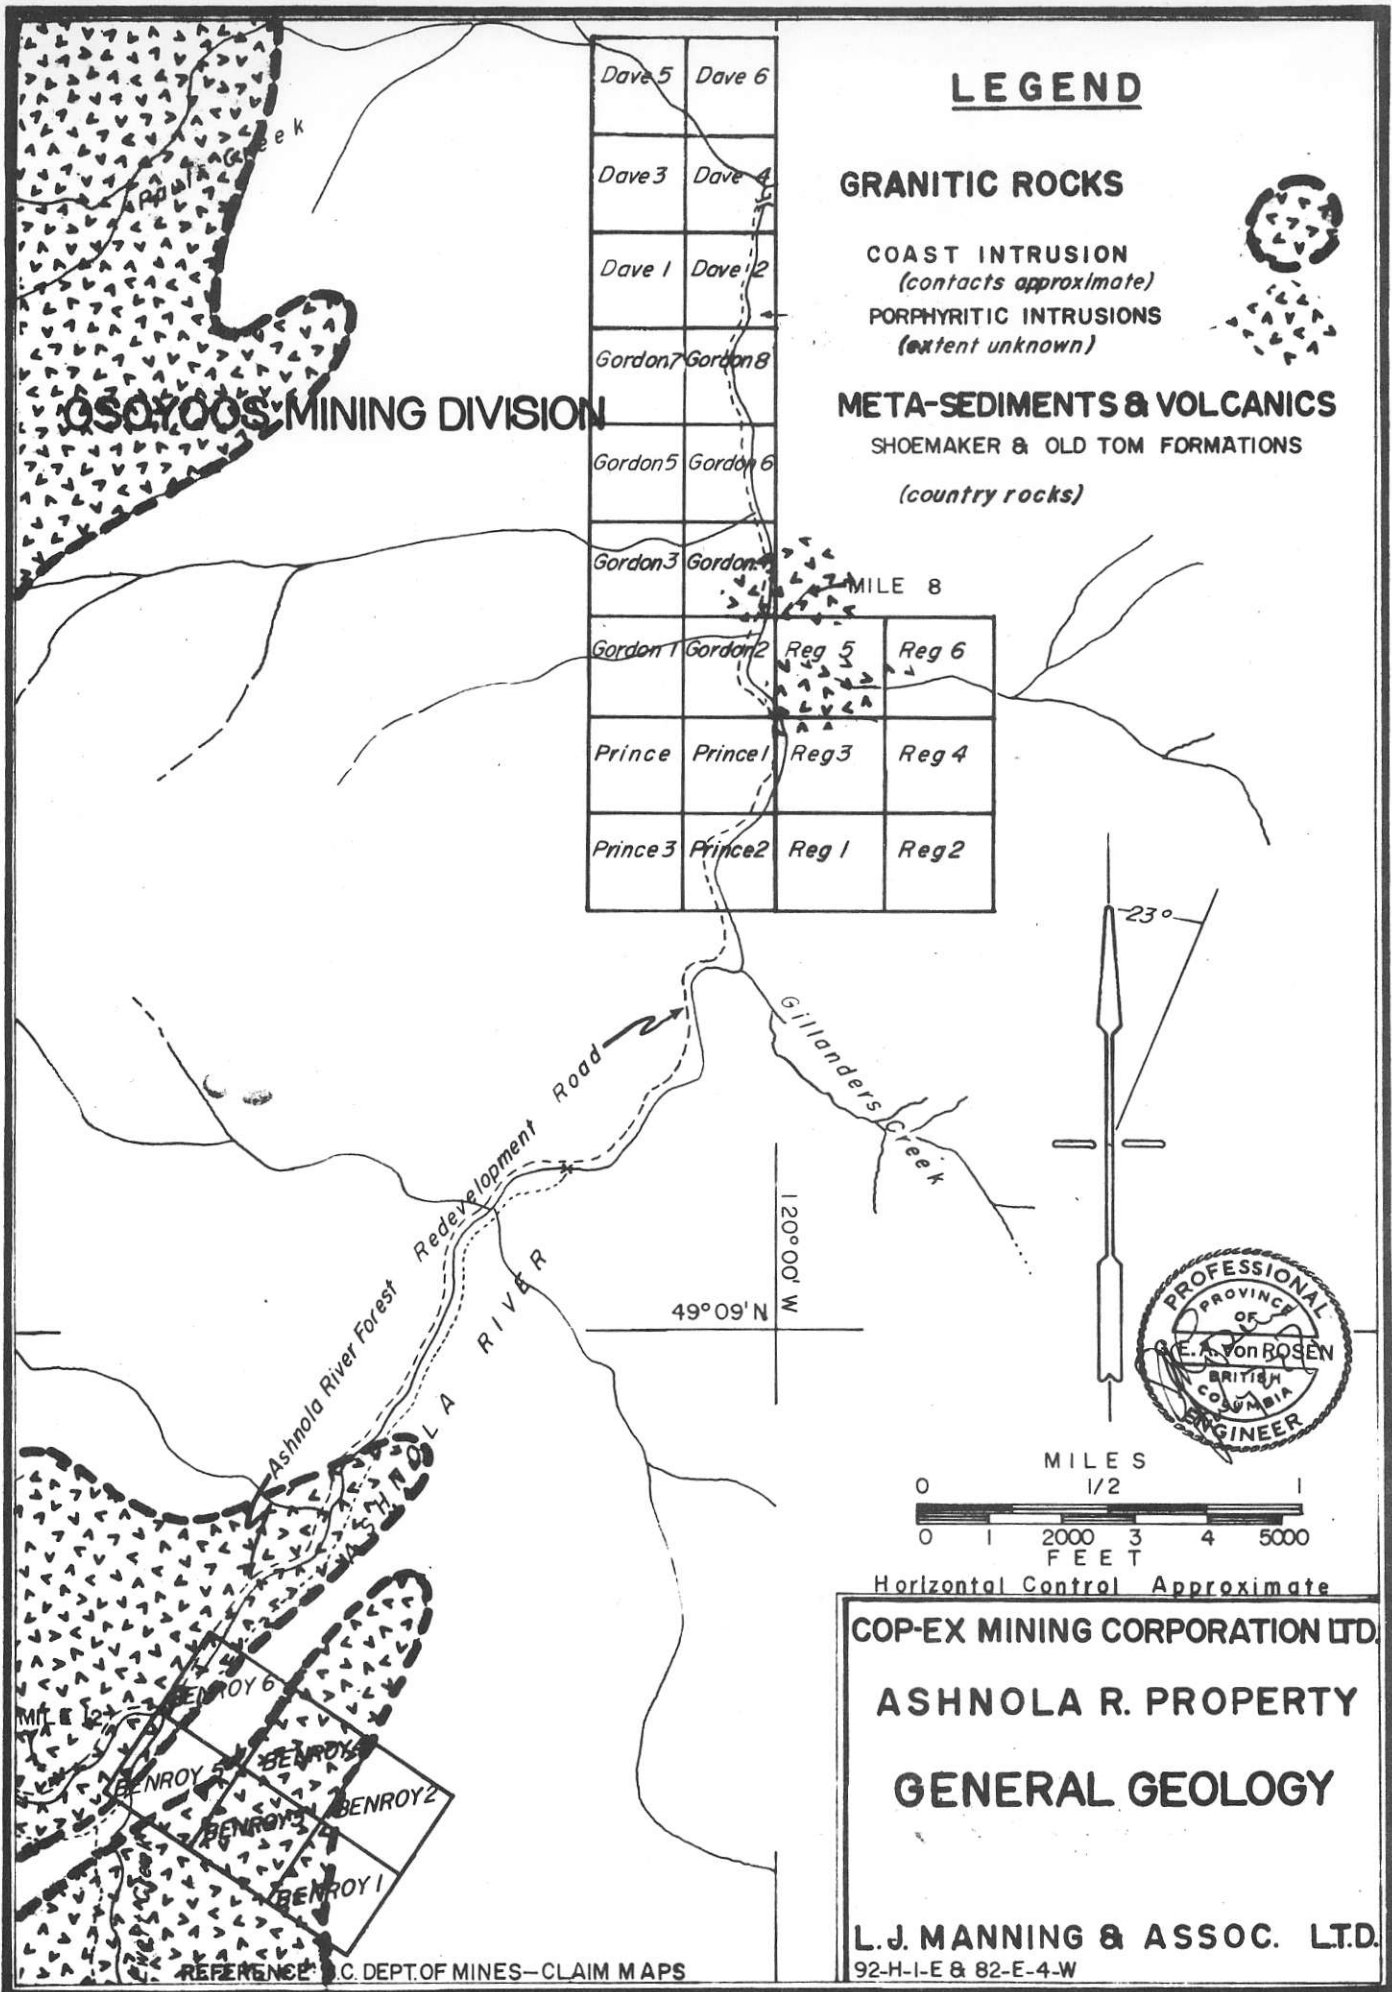 LEGEND
GRANITIC ROCKS
COAST INTRUSION
(contacts approximate)
PORPHYRITIC INTRUSIONS
(extent unknown)
META-SEDIMENTS & VOLCANICS
SHOEMAKER & OLD TOM FORMATIONS
(country rocks)
Dave 5 Dave 6
Dave 3 Dave 4
Dave 1 Dave 2
Gordon 7 Gordon 8
Gordon 5 Gordon 6
Gordon 3 Gordon 4
Gordon 1 Gordon 2 Reg 5 Reg 6
Prince Prince 1 Reg 3 Reg 4
Prince 3 Prince 2 Reg 1 Reg 2
Paul Creek
OSOYOOS MINING DIVISION
MILE 8
23°
Gillanders Creek
Ashnola River Forest Redevelopment Road
ASHNOLA RIVER
120°00' W
49°09' N
PROFESSIONAL
PROVINCE
OF
G.E.A. von ROSEN
BRITISH
COLUMBIA
ENGINEER
MILES
0 1/2 1
0 1 2000 3 4 5000
FEET
Horizontal Control Approximate
MILE 12
BENROY 6
BENROY 5 BENROY 4
BENROY 3 BENROY 2
BENROY 1
REFERENCE B.C. DEPT. OF MINES-CLAIM MAPS
COP-EX MINING CORPORATION LTD.
ASHNOLA R. PROPERTY
GENERAL GEOLOGY
L.J. MANNING & ASSOC. LTD.
92-H-1-E & 82-E-4-W